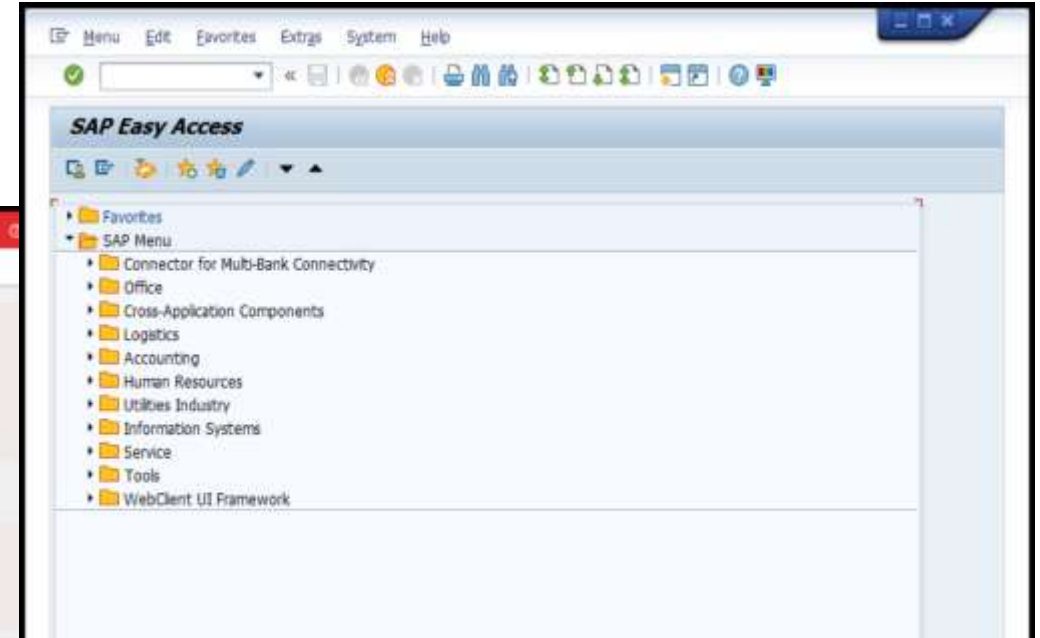 Menu Edit Favorites Extras System Help
SAP Easy Access
Favorites
SAP Menu
Connector for Multi-Bank Connectivity
Office
Cross-Application Components
Logistics
Accounting
Human Resources
Utilities Industry
Information Systems
Service
Tools
WebClient UI Framework